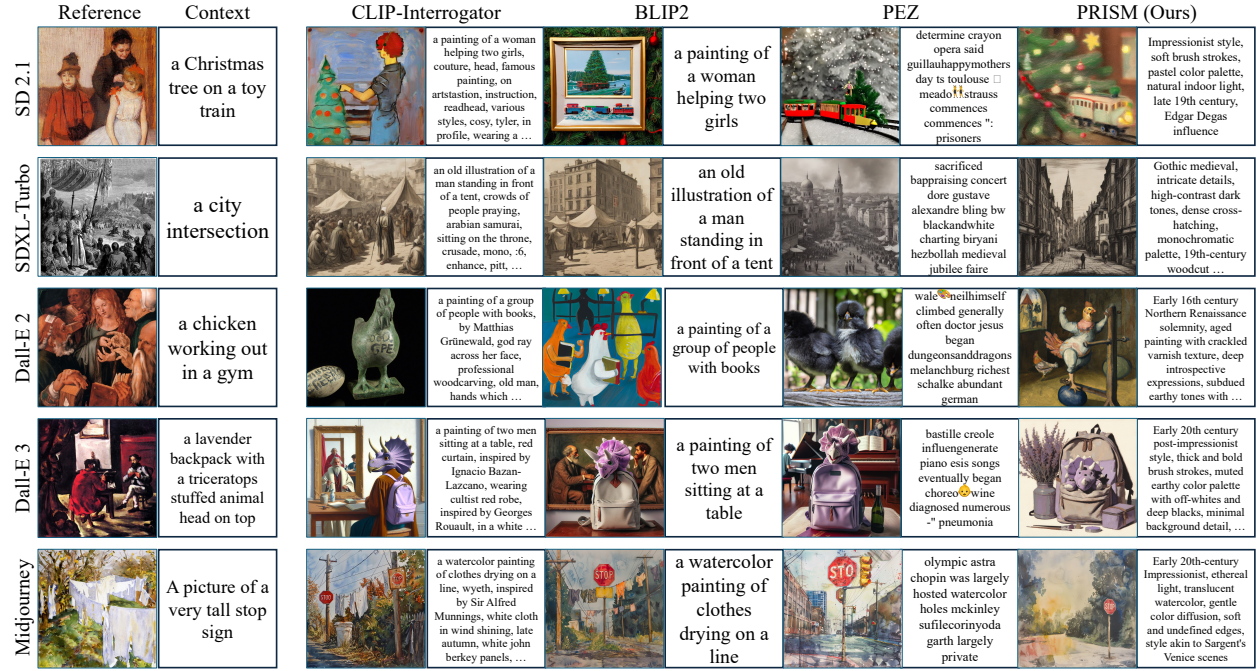 Reference
Context
CLIP-Interrogator
BLIP2
PEZ
PRISM (Ours)
SD 2.1
a Christmas
tree on a toy
train
a painting of a woman
helping two girls,
couture, head, famous
painting, on
artstastion, instruction,
readhead, various
styles, cosy, tyler, in
profile, wearing a …
a painting of
a woman
helping two
girls
determine crayon
opera said
guillauhappymothers
day ts toulouse □
meado👯strauss
commences
commences ":
prisoners
Impressionist style,
soft brush strokes,
pastel color palette,
natural indoor light,
late 19th century,
Edgar Degas
influence
SDXL-Turbo
a city
intersection
an old illustration of a
man standing in front
of a tent, crowds of
people praying,
arabian samurai,
sitting on the throne,
crusade, mono, :6,
enhance, pitt, …
an old
illustration of
a man
standing in
front of a tent
sacrificed
bappraising concert
dore gustave
alexandre bling bw
blackandwhite
charting biryani
hezbollah medieval
jubilee faire
Gothic medieval,
intricate details,
high-contrast dark
tones, dense cross-
hatching,
monochromatic
palette, 19th-century
woodcut …
Dall-E 2
a chicken
working out
in a gym
a painting of a group
of people with books,
by Matthias
Grünewald, god ray
across her face,
professional
woodcarving, old man,
hands which …
a painting of a
group of people
with books
wale🎨neilhimself
climbed generally
often doctor jesus
began
dungeonsanddragons
melanchburg richest
schalke abundant
german
Early 16th century
Northern Renaissance
solemnity, aged
painting with crackled
varnish texture, deep
introspective
expressions, subdued
earthy tones with …
Dall-E 3
a lavender
backpack with
a triceratops
stuffed animal
head on top
a painting of two men
sitting at a table, red
curtain, inspired by
Ignacio Bazan-
Lazcano, wearing
cultist red robe,
inspired by Georges
Rouault, in a white …
a painting of
two men
sitting at a
table
bastille creole
influengenerate
piano esis songs
eventually began
choreo👶wine
diagnosed numerous
-" pneumonia
Early 20th century
post-impressionist
style, thick and bold
brush strokes, muted
earthy color palette
with off-whites and
deep blacks, minimal
background detail, …
Midjourney
A picture of a
very tall stop
sign
STOP
a watercolor painting
of clothes drying on a
line, wyeth, inspired
by Sir Alfred
Munnings, white cloth
in wind shining, late
autumn, white john
berkey panels, …
STOP
a watercolor
painting of
clothes
drying on a
line
STOP
olympic astra
chopin was largely
hosted watercolor
holes mckinley
sufilecorinyoda
garth largely
private
STOP
Early 20th-century
Impressionist, ethereal
light, translucent
watercolor, gentle
color diffusion, soft
and undefined edges,
style akin to Sargent's
Venice scenes